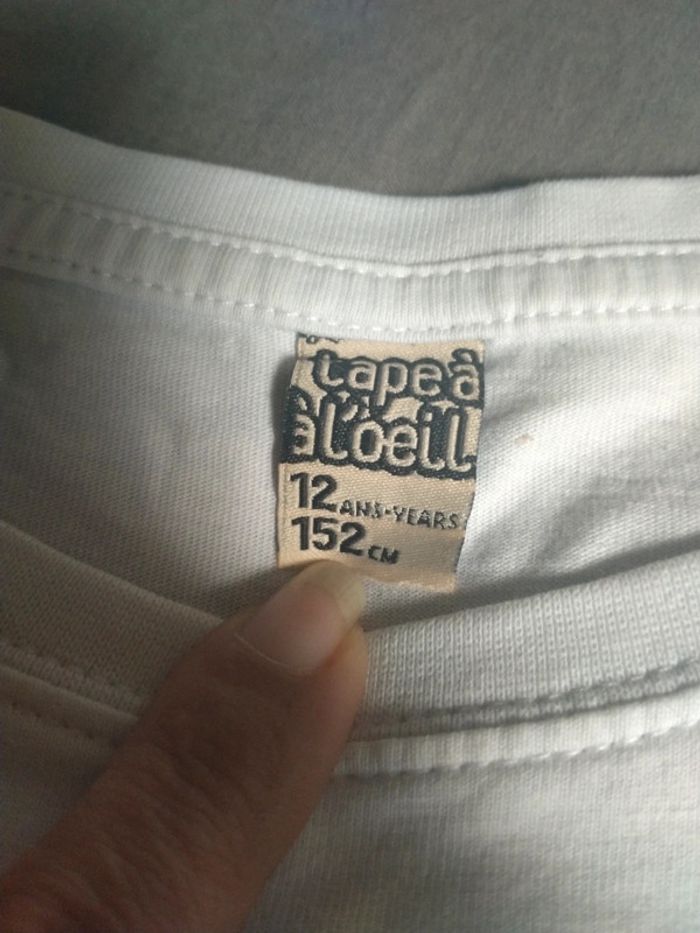 tape à
à l'oeil
12 ANS-YEARS
152 CM